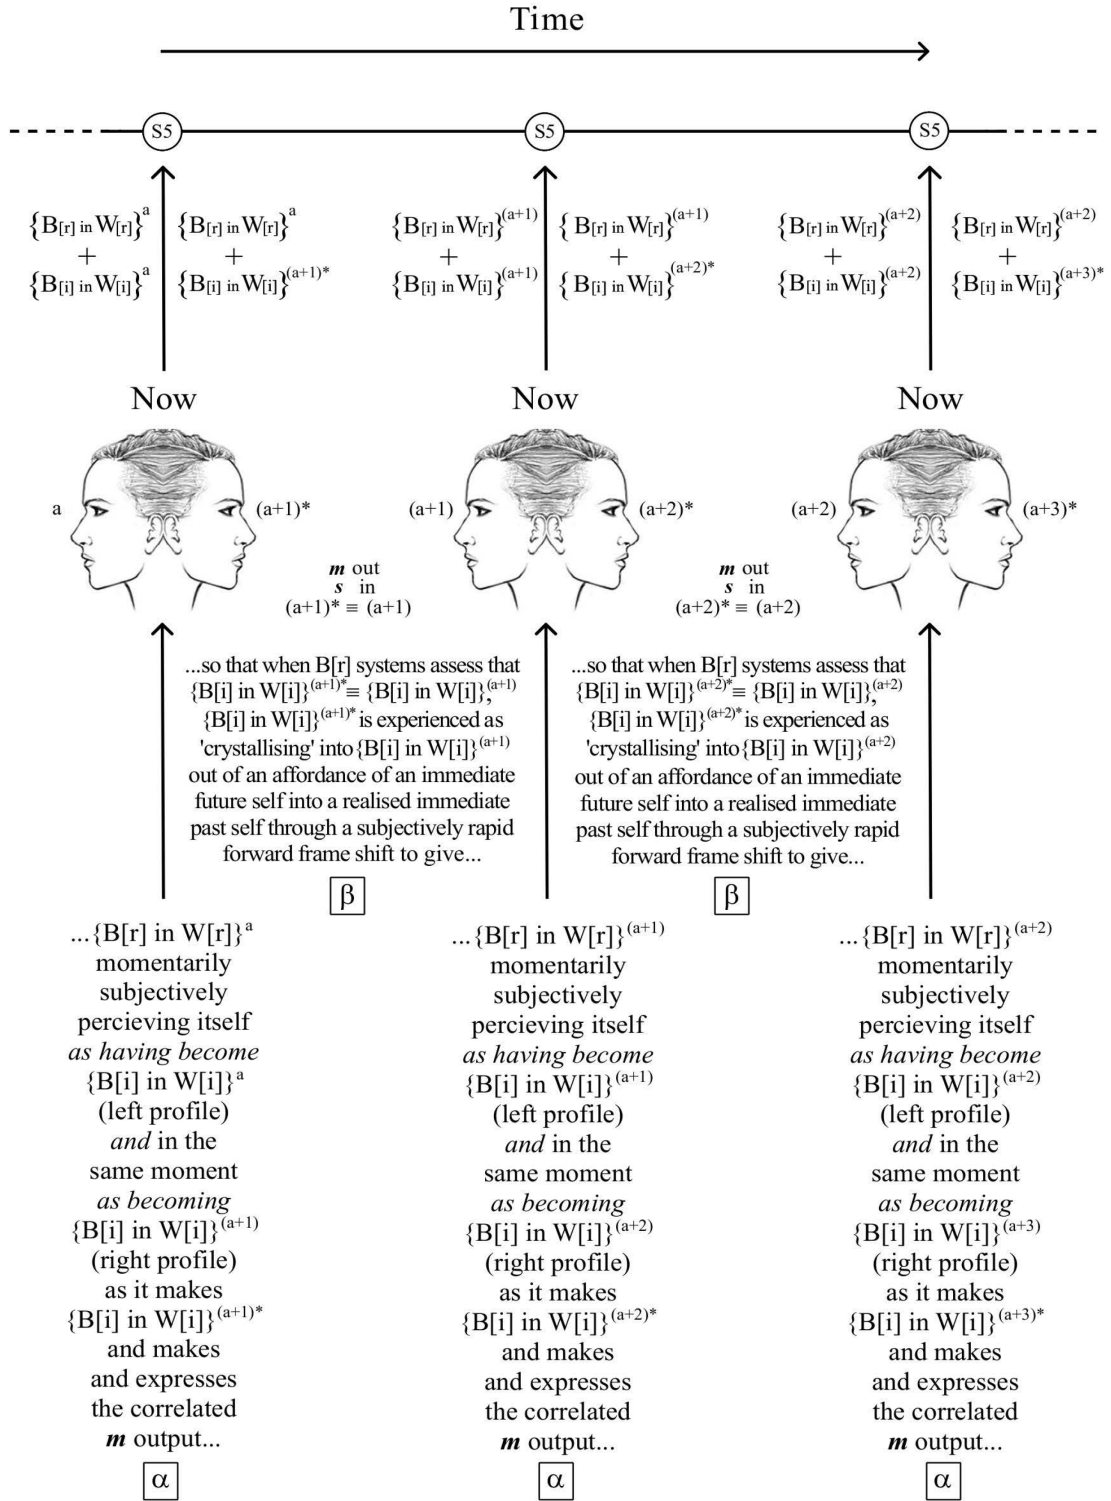 Time
S5
S5
S5
{B[r] in W[r]}^a
+
{B[i] in W[i]}^a
{B[r] in W[r]}^a
+
{B[i] in W[i]}^(a+1)*
{B[r] in W[r]}^(a+1)
+
{B[i] in W[i]}^(a+1)
{B[r] in W[r]}^(a+1)
+
{B[i] in W[i]}^(a+2)*
{B[r] in W[r]}^(a+2)
+
{B[i] in W[i]}^(a+2)
{B[r] in W[r]}^(a+2)
+
{B[i] in W[i]}^(a+3)*
Now
Now
Now
a
(a+1)*
(a+1)
(a+2)*
(a+2)
(a+3)*
m out
s in
(a+1)* ≡ (a+1)
m out
s in
(a+2)* ≡ (a+2)
...so that when B[r] systems assess that
{B[i] in W[i]}^(a+1)* ≡ {B[i] in W[i]},^(a+1)
{B[i] in W[i]}^(a+1)* is experienced as
'crystallising' into {B[i] in W[i]}^(a+1)
out of an affordance of an immediate
future self into a realised immediate
past self through a subjectively rapid
forward frame shift to give...
β
...so that when B[r] systems assess that
{B[i] in W[i]}^(a+2)* ≡ {B[i] in W[i]},^(a+2)
{B[i] in W[i]}^(a+2)* is experienced as
'crystallising' into {B[i] in W[i]}^(a+2)
out of an affordance of an immediate
future self into a realised immediate
past self through a subjectively rapid
forward frame shift to give...
β
...{B[r] in W[r]}^a
momentarily
subjectively
percieving itself
as having become
{B[i] in W[i]}^a
(left profile)
and in the
same moment
as becoming
{B[i] in W[i]}^(a+1)
(right profile)
as it makes
{B[i] in W[i]}^(a+1)*
and makes
and expresses
the correlated
m output...
α
...{B[r] in W[r]}^(a+1)
momentarily
subjectively
percieving itself
as having become
{B[i] in W[i]}^(a+1)
(left profile)
and in the
same moment
as becoming
{B[i] in W[i]}^(a+2)
(right profile)
as it makes
{B[i] in W[i]}^(a+2)*
and makes
and expresses
the correlated
m output...
α
...{B[r] in W[r]}^(a+2)
momentarily
subjectively
percieving itself
as having become
{B[i] in W[i]}^(a+2)
(left profile)
and in the
same moment
as becoming
{B[i] in W[i]}^(a+3)
(right profile)
as it makes
{B[i] in W[i]}^(a+3)*
and makes
and expresses
the correlated
m output...
α